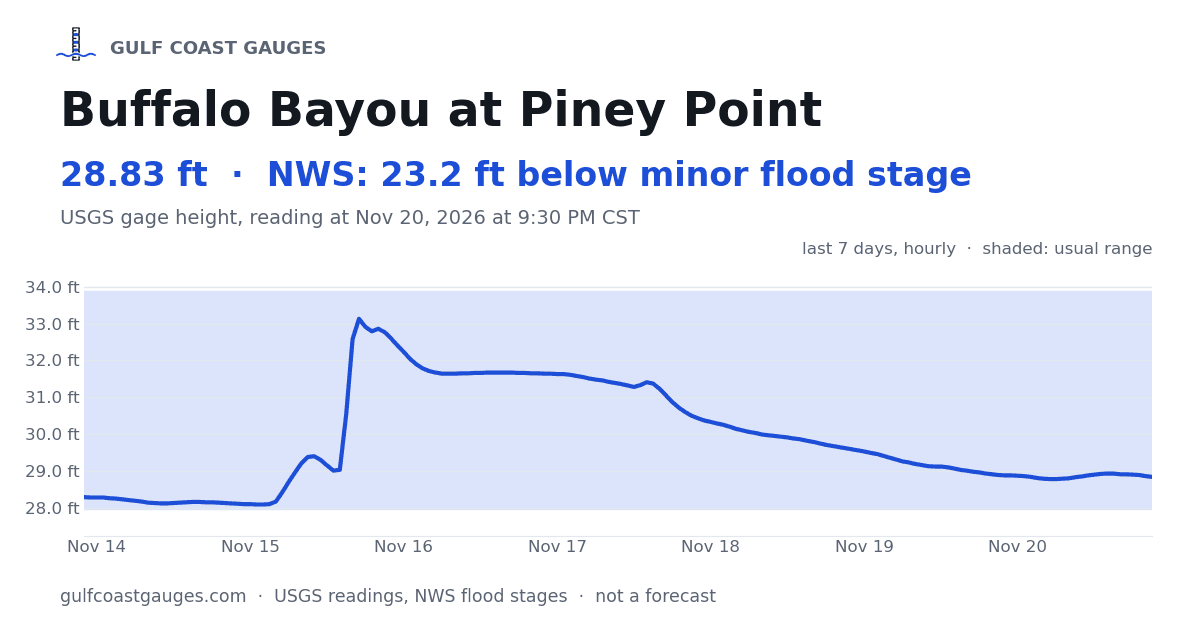 GULF COAST GAUGES
Buffalo Bayou at Piney Point
28.83 ft · NWS: 23.2 ft below minor flood stage
USGS gage height, reading at Nov 20, 2026 at 9:30 PM CST
last 7 days, hourly · shaded: usual range
34.0 ft
33.0 ft
32.0 ft
31.0 ft
30.0 ft
29.0 ft
28.0 ft
Nov 14 Nov 15 Nov 16 Nov 17 Nov 18 Nov 19 Nov 20
gulfcoastgauges.com · USGS readings, NWS flood stages · not a forecast